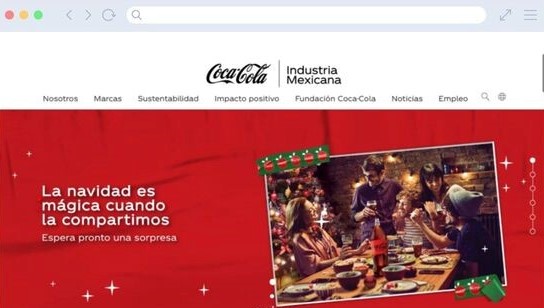 Coca-Cola
Industria
Mexicana
Nosotros Marcas Sustentabilidad Impacto positivo Fundación Coca-Cola Noticias Empleo
La navidad es
mágica cuando
la compartimos
Espera pronto una sorpresa